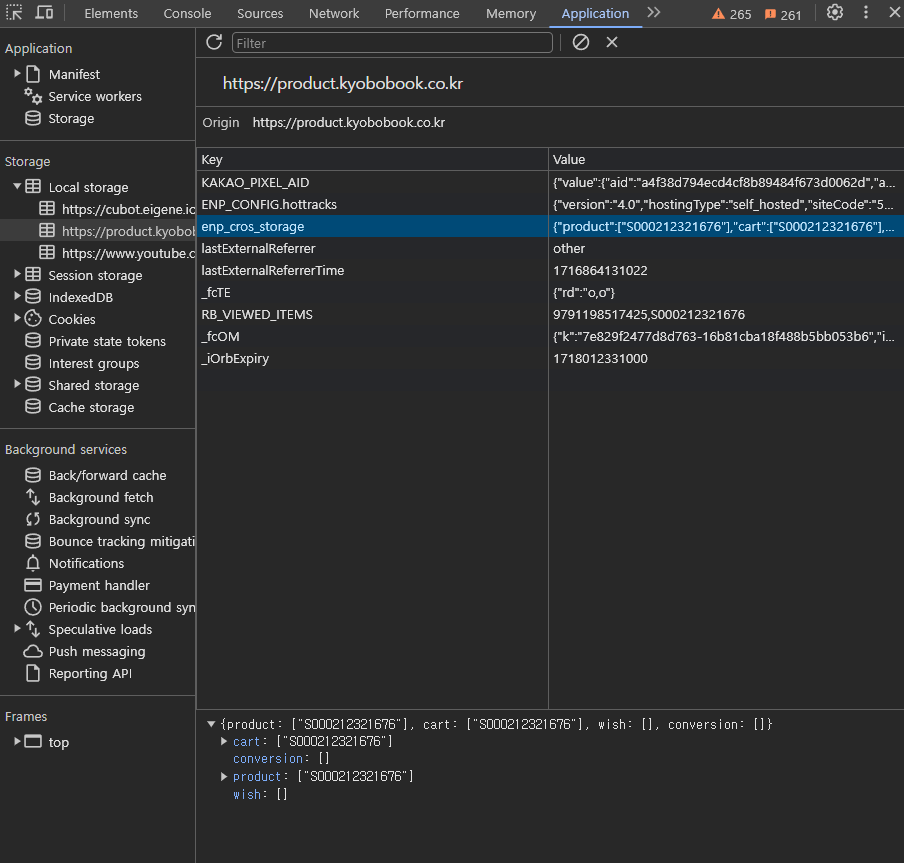 Elements Console Sources Network Performance Memory Application 265 261
Application
Manifest
Service workers
Storage
Storage
Local storage
https://cubot.eigene.ic
https://product.kyobob
https://www.youtube.c
Session storage
IndexedDB
Cookies
Private state tokens
Interest groups
Shared storage
Cache storage
Background services
Back/forward cache
Background fetch
Background sync
Bounce tracking mitigati
Notifications
Payment handler
Periodic background syn
Speculative loads
Push messaging
Reporting API
Frames
top
Filter
https://product.kyobobook.co.kr
Origin https://product.kyobobook.co.kr
Key Value
KAKAO_PIXEL_AID {"value":{"aid":"a4f38d794ecd4cf8b89484f673d0062d","a...
ENP_CONFIG.hottracks {"version":"4.0","hostingType":"self_hosted","siteCode":"5...
enp_cros_storage {"product":["S000212321676"],"cart":["S000212321676"],...
lastExternalReferrer other
lastExternalReferrerTime 1716864131022
_fcTE {"rd":"o,o"}
RB_VIEWED_ITEMS 9791198517425,S000212321676
_fcOM {"k":"7e829f2477d8d763-16b81cba18f488b5bb053b6","i...
_iOrbExpiry 1718012331000
{product: ["S000212321676"], cart: ["S000212321676"], wish: [], conversion: []}
cart: ["S000212321676"]
conversion: []
product: ["S000212321676"]
wish: []